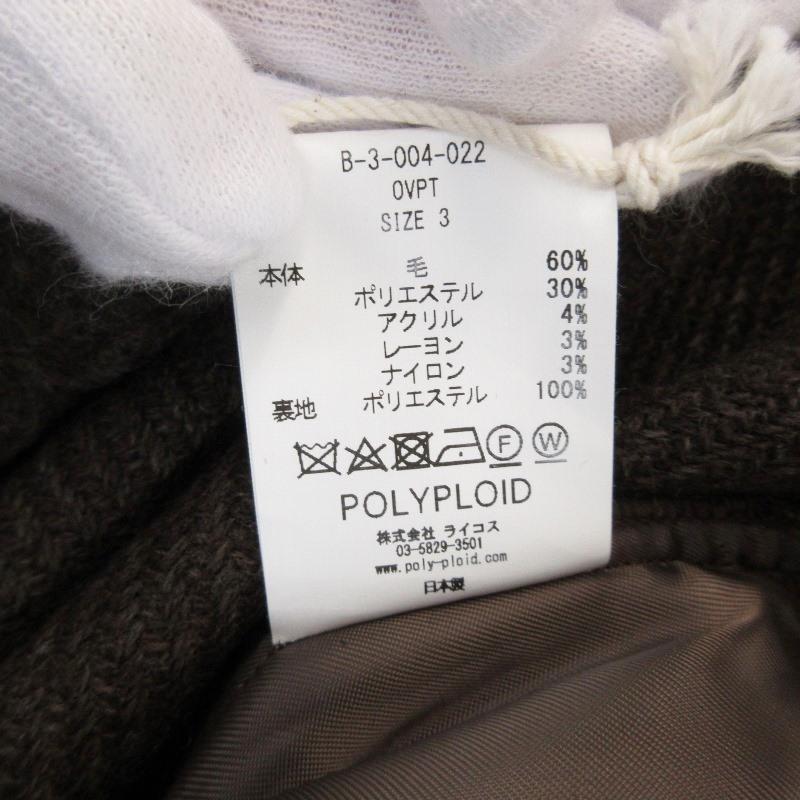 B-3-004-022
OVPT
SIZE 3
本体 毛 60%
ポリエステル 30%
アクリル 4%
レーヨン 3%
ナイロン 3%
裏地 ポリエステル 100%
F W
POLYPLOID
株式会社 ライコス
03-5829-3501
www.poly-ploid.com
日本製